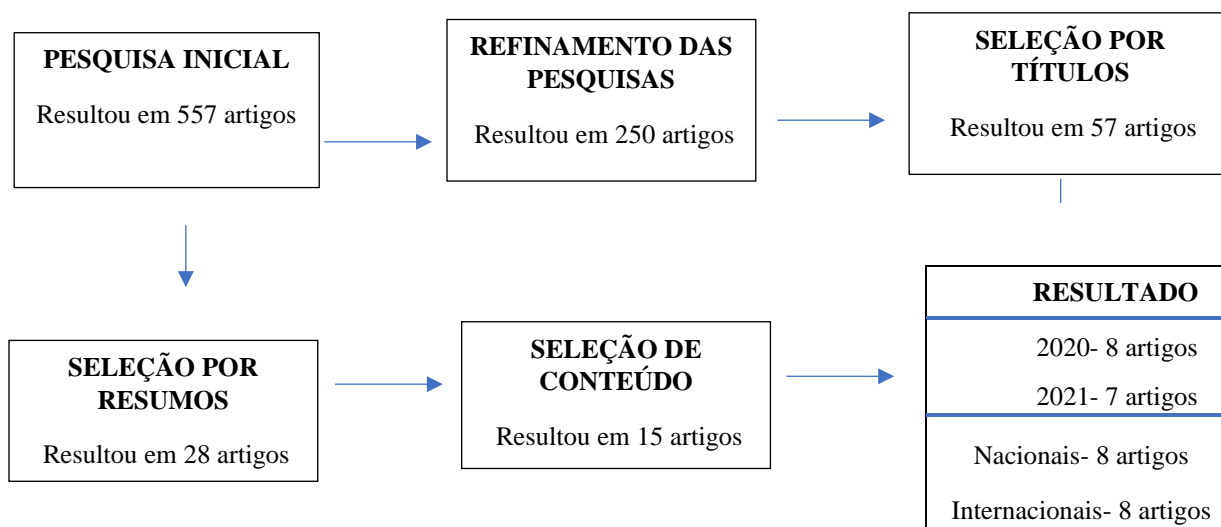 PESQUISA INICIAL
Resultou em 557 artigos
REFINAMENTO DAS
PESQUISAS
Resultou em 250 artigos
SELEÇÃO POR
TÍTULOS
Resultou em 57 artigos
SELEÇÃO POR
RESUMOS
Resultou em 28 artigos
SELEÇÃO DE
CONTEÚDO
Resultou em 15 artigos
RESULTADO
2020- 8 artigos
2021- 7 artigos
Nacionais- 8 artigos
Internacionais- 8 artigos